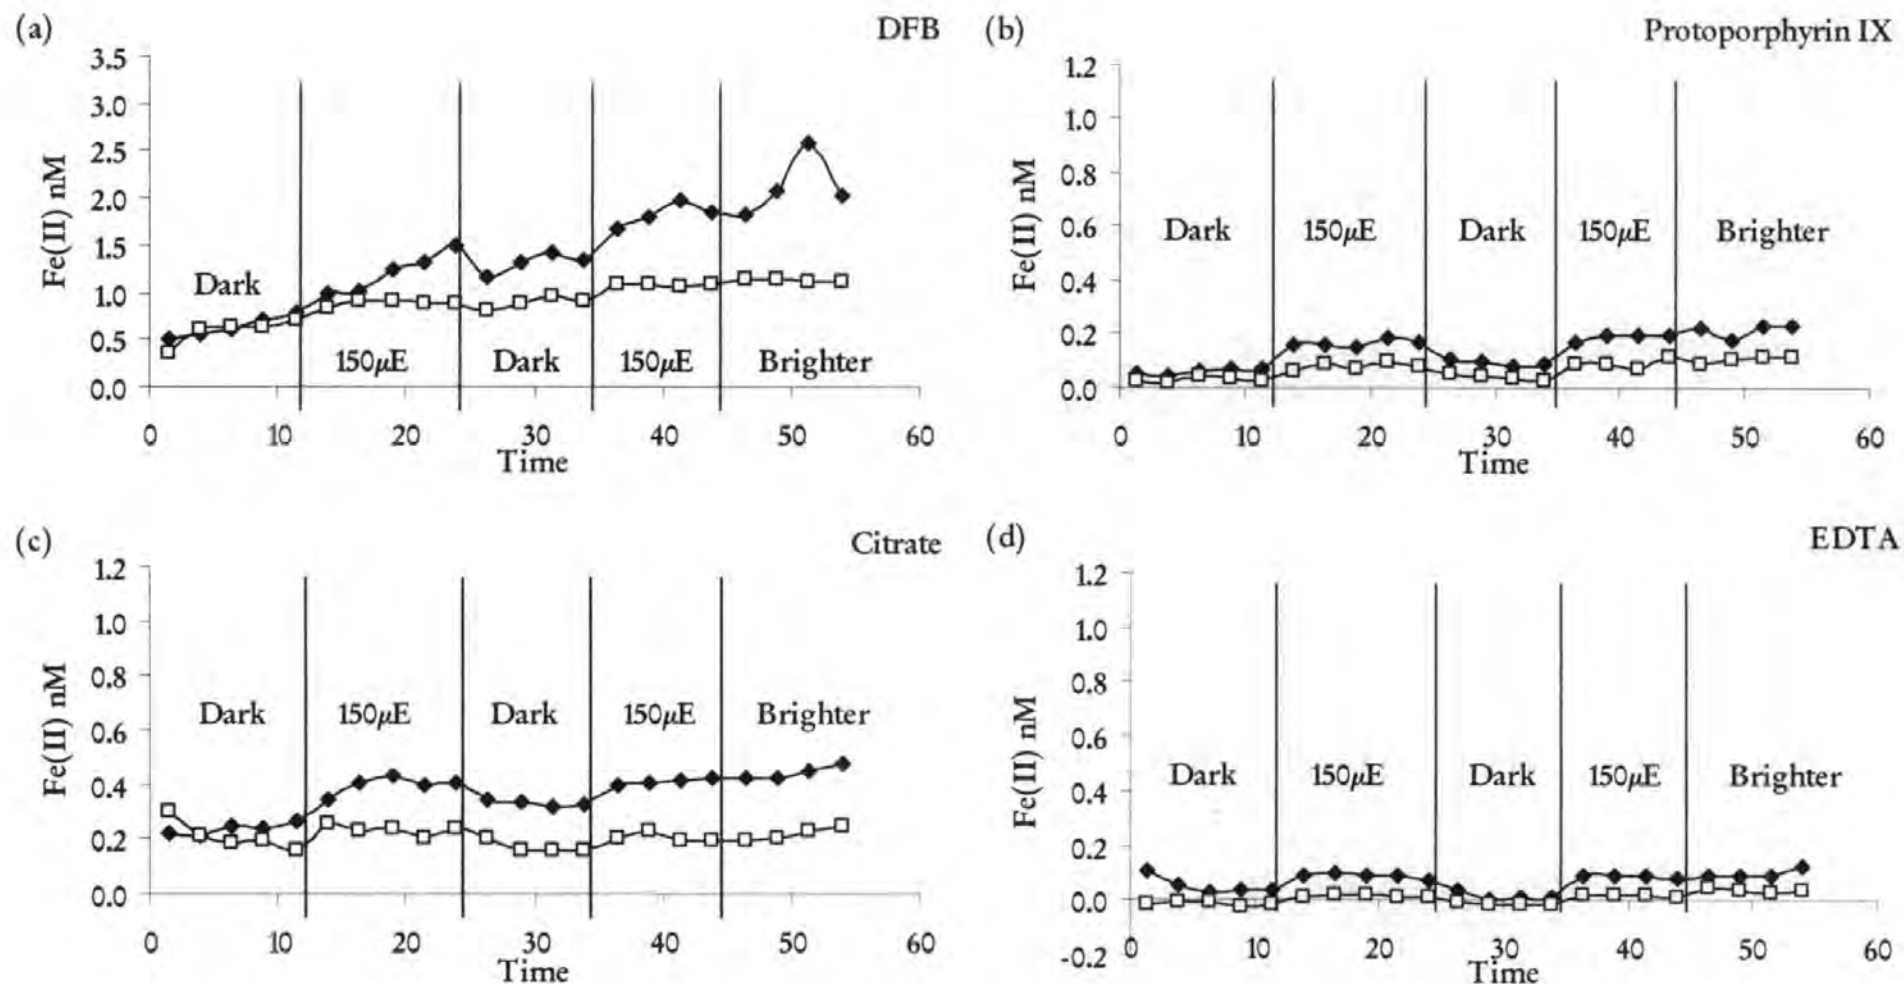 (a)
DFB
3.5
3.0
2.5
2.0
1.5
1.0
0.5
0.0
Fe(II) nM
Dark
150µE
Dark
150µE
Brighter
0 10 20 30 40 50 60
Time
(b)
Protoporphyrin IX
1.2
1.0
0.8
0.6
0.4
0.2
0.0
Fe(II) nM
Dark 150µE Dark 150µE Brighter
0 10 20 30 40 50 60
Time
(c)
Citrate
1.2
1.0
0.8
0.6
0.4
0.2
0.0
Fe(II) nM
Dark 150µE Dark 150µE Brighter
0 10 20 30 40 50 60
Time
(d)
EDTA
1.2
1.0
0.8
0.6
0.4
0.2
0.0
-0.2
Fe(II) nM
Dark 150µE Dark 150µE Brighter
0 10 20 30 40 50 60
Time